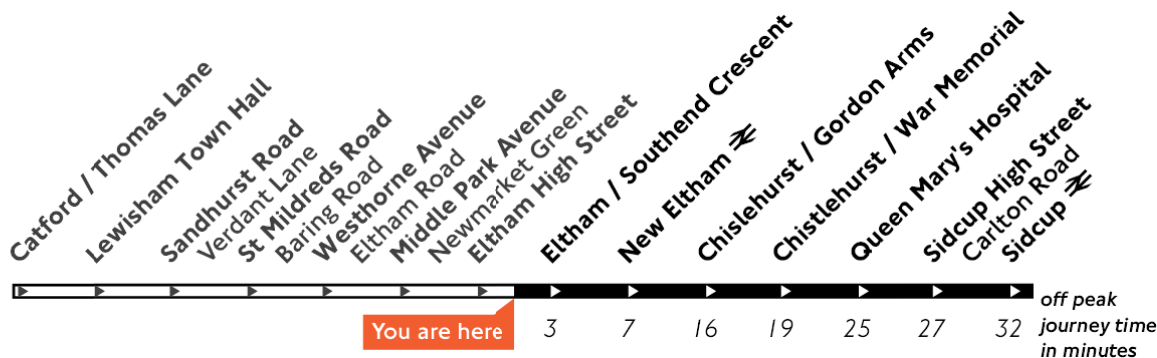 Catford / Thomas Lane
Lewisham Town Hall
Sandhurst Road
Verdant Lane
St Mildreds Road
Baring Road
Westhorne Avenue
Eltham Road
Middle Park Avenue
Newmarket Green
Eltham High Street
Eltham / Southend Crescent
New Eltham
Chislehurst / Gordon Arms
Chistlehurst / War Memorial
Queen Mary's Hospital
Sidcup High Street
Carlton Road
Sidcup
You are here
3 7 16 19 25 27 32
off peak
journey time
in minutes